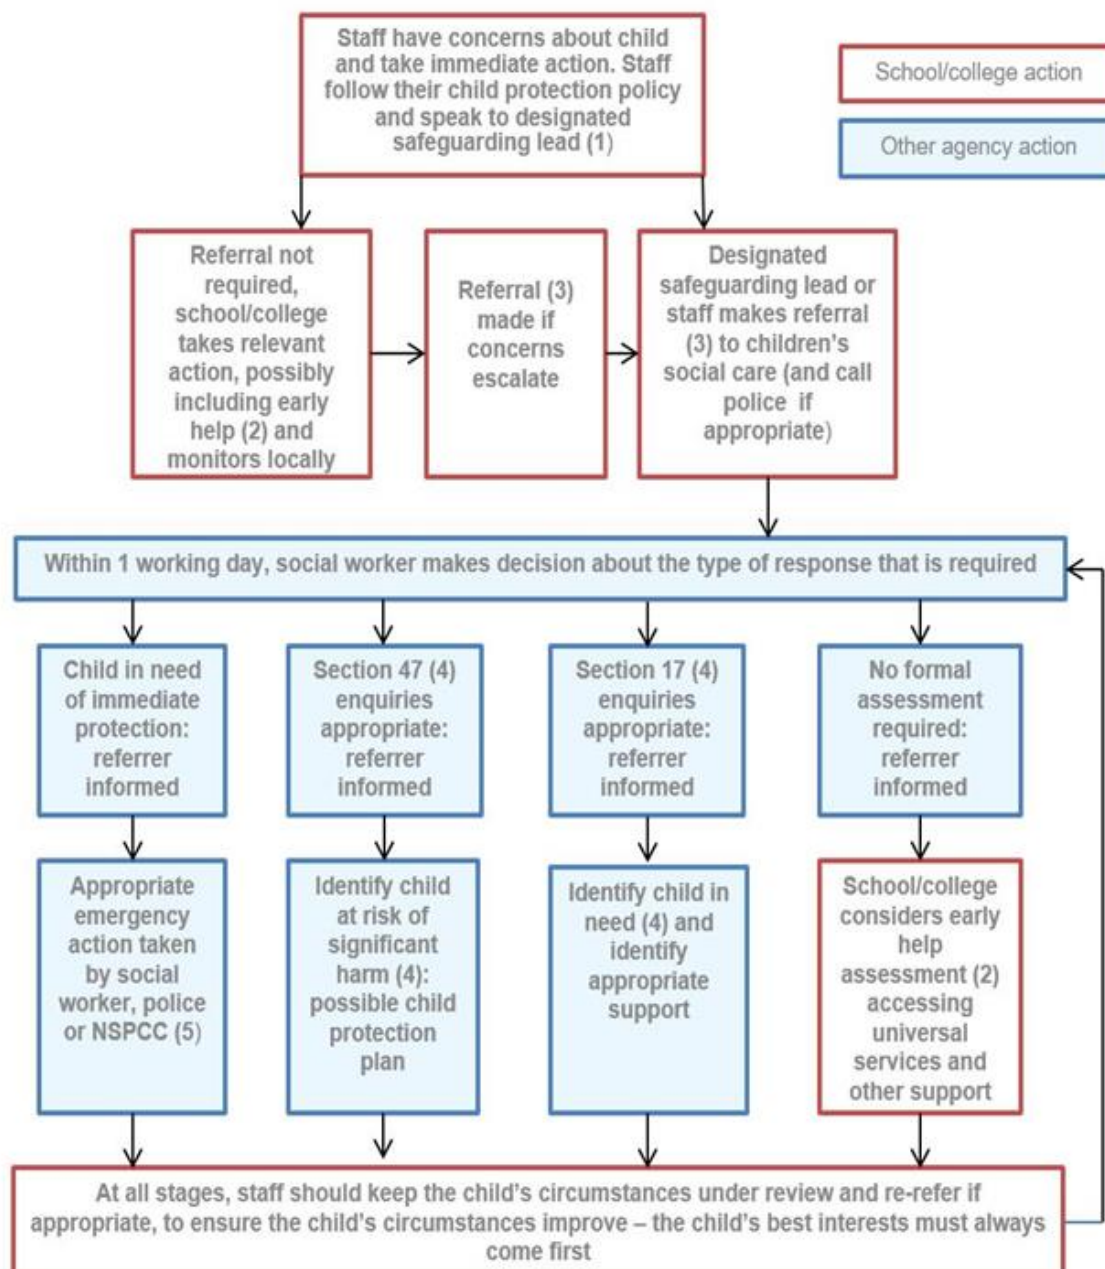 Staff have concerns about child
and take immediate action. Staff
follow their child protection policy
and speak to designated
safeguarding lead (1)
School/college action
Other agency action
Referral not
required,
school/college
takes relevant
action, possibly
including early
help (2) and
monitors locally
Referral (3)
made if
concerns
escalate
Designated
safeguarding lead or
staff makes referral
(3) to children’s
social care (and call
police if
appropriate)
Within 1 working day, social worker makes decision about the type of response that is required
Child in need
of immediate
protection:
referrer
informed
Section 47 (4)
enquiries
appropriate:
referrer
informed
Section 17 (4)
enquiries
appropriate:
referrer
informed
No formal
assessment
required:
referrer
informed
Appropriate
emergency
action taken
by social
worker, police
or NSPCC (5)
Identify child
at risk of
significant
harm (4):
possible child
protection
plan
Identify child in
need (4) and
identify
appropriate
support
School/college
considers early
help
assessment (2)
accessing
universal
services and
other support
At all stages, staff should keep the child’s circumstances under review and re-refer if
appropriate, to ensure the child’s circumstances improve – the child’s best interests must always
come first